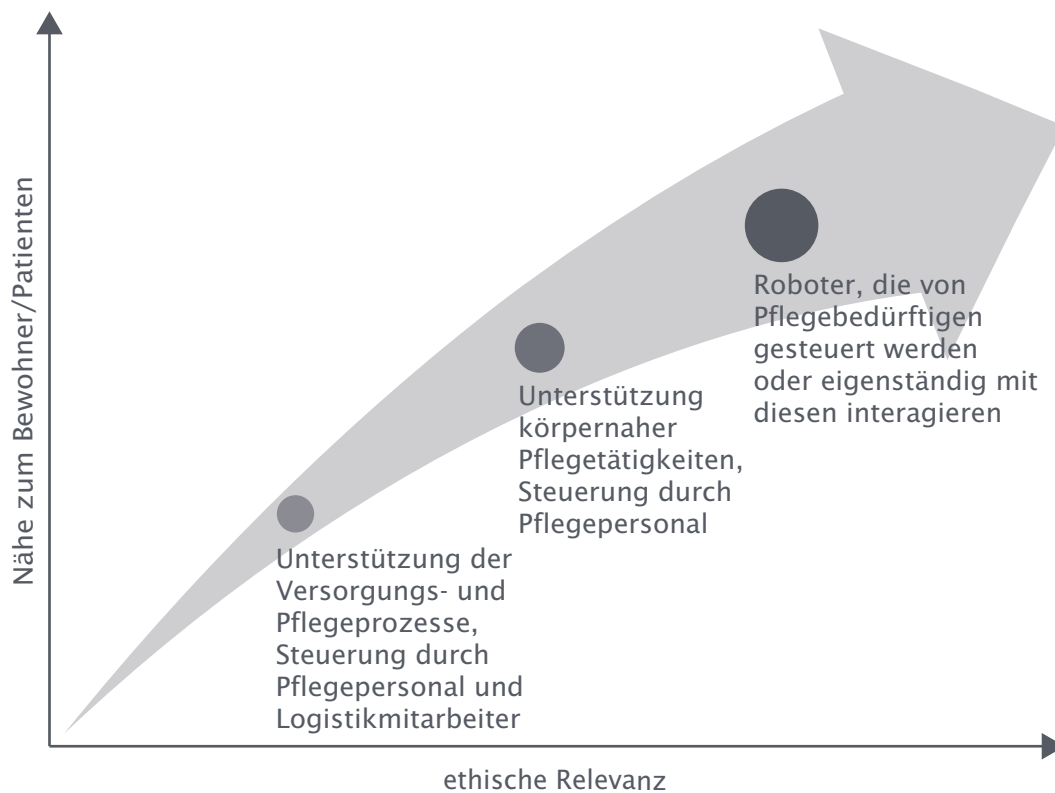 Nähe zum Bewohner/Patienten
Roboter, die von
Pflegebedürftigen
gesteuert werden
oder eigenständig mit
diesen interagieren
Unterstützung
körpernaher
Pflegetätigkeiten,
Steuerung durch
Pflegepersonal
Unterstützung der
Versorgungs- und
Pflegeprozesse,
Steuerung durch
Pflegepersonal und
Logistikmitarbeiter
ethische Relevanz